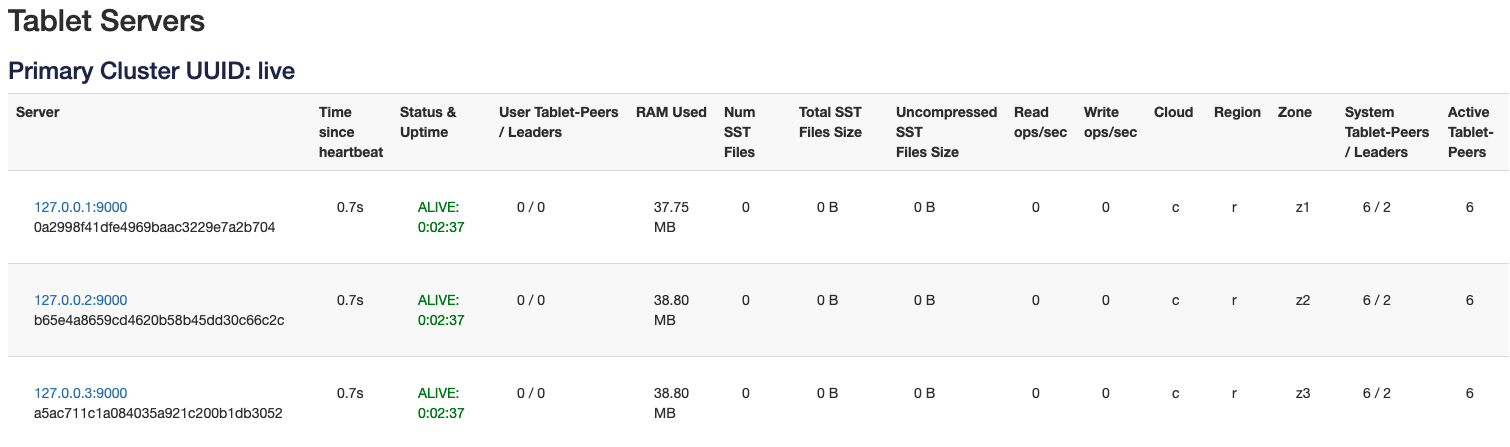 Tablet Servers
Primary Cluster UUID: live
Server Time since heartbeat Status & Uptime User Tablet-Peers / Leaders RAM Used Num SST Files Total SST Files Size Uncompressed SST Files Size Read ops/sec Write ops/sec Cloud Region Zone System Tablet-Peers / Leaders Active Tablet-Peers
127.0.0.1:9000 0.7s ALIVE: 0 / 0 37.75 0 0 B 0 B 0 0 c r z1 6 / 2 6
0a2998f41dfe4969baac3229e7a2b704 0:02:37 MB
127.0.0.2:9000 0.7s ALIVE: 0 / 0 38.80 0 0 B 0 B 0 0 c r z2 6 / 2 6
b65e4a8659cd4620b58b45dd30c66c2c 0:02:37 MB
127.0.0.3:9000 0.7s ALIVE: 0 / 0 38.80 0 0 B 0 B 0 0 c r z3 6 / 2 6
a5ac711c1a084035a921c200b1db3052 0:02:37 MB